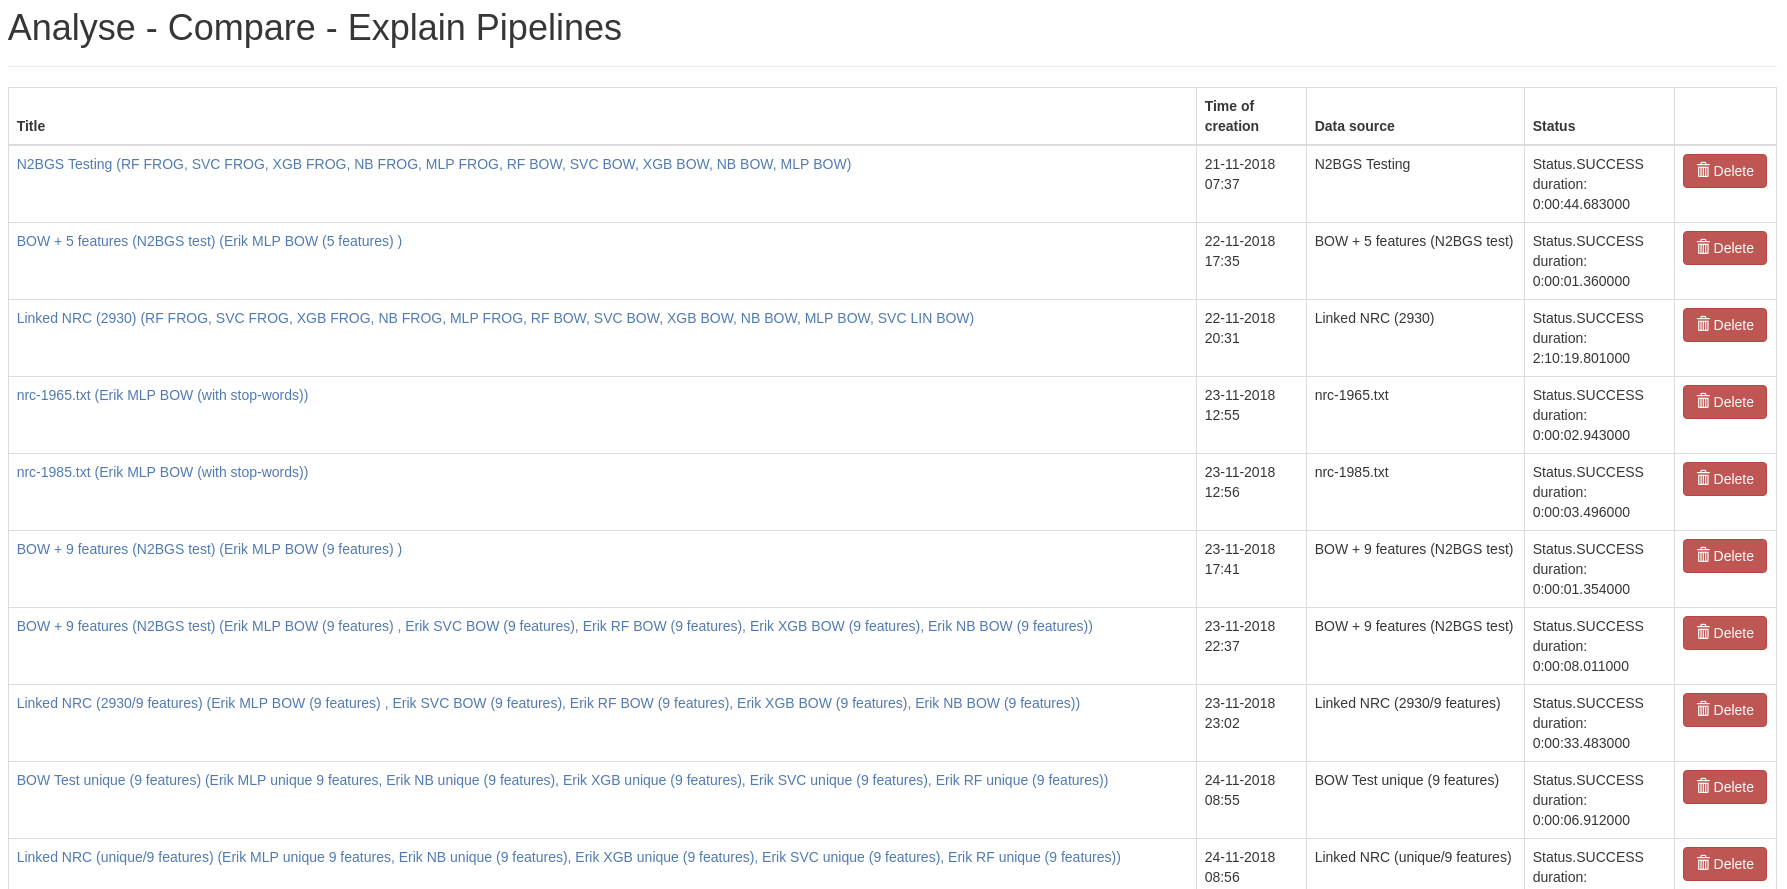 Analyse - Compare - Explain Pipelines
Title
Time of
creation
Data source
Status
N2BGS Testing (RF FROG, SVC FROG, XGB FROG, NB FROG, MLP FROG, RF BOW, SVC BOW, XGB BOW, NB BOW, MLP BOW)
21-11-2018
07:37
N2BGS Testing
Status.SUCCESS
duration:
0:00:44.683000
Delete
BOW + 5 features (N2BGS test) (Erik MLP BOW (5 features) )
22-11-2018
17:35
BOW + 5 features (N2BGS test)
Status.SUCCESS
duration:
0:00:01.360000
Delete
Linked NRC (2930) (RF FROG, SVC FROG, XGB FROG, NB FROG, MLP FROG, RF BOW, SVC BOW, XGB BOW, NB BOW, MLP BOW, SVC LIN BOW)
22-11-2018
20:31
Linked NRC (2930)
Status.SUCCESS
duration:
2:10:19.801000
Delete
nrc-1965.txt (Erik MLP BOW (with stop-words))
23-11-2018
12:55
nrc-1965.txt
Status.SUCCESS
duration:
0:00:02.943000
Delete
nrc-1985.txt (Erik MLP BOW (with stop-words))
23-11-2018
12:56
nrc-1985.txt
Status.SUCCESS
duration:
0:00:03.496000
Delete
BOW + 9 features (N2BGS test) (Erik MLP BOW (9 features) )
23-11-2018
17:41
BOW + 9 features (N2BGS test)
Status.SUCCESS
duration:
0:00:01.354000
Delete
BOW + 9 features (N2BGS test) (Erik MLP BOW (9 features) , Erik SVC BOW (9 features), Erik RF BOW (9 features), Erik XGB BOW (9 features), Erik NB BOW (9 features))
23-11-2018
22:37
BOW + 9 features (N2BGS test)
Status.SUCCESS
duration:
0:00:08.011000
Delete
Linked NRC (2930/9 features) (Erik MLP BOW (9 features) , Erik SVC BOW (9 features), Erik RF BOW (9 features), Erik XGB BOW (9 features), Erik NB BOW (9 features))
23-11-2018
23:02
Linked NRC (2930/9 features)
Status.SUCCESS
duration:
0:00:33.483000
Delete
BOW Test unique (9 features) (Erik MLP unique 9 features, Erik NB unique (9 features), Erik XGB unique (9 features), Erik SVC unique (9 features), Erik RF unique (9 features))
24-11-2018
08:55
BOW Test unique (9 features)
Status.SUCCESS
duration:
0:00:06.912000
Delete
Linked NRC (unique/9 features) (Erik MLP unique 9 features, Erik NB unique (9 features), Erik XGB unique (9 features), Erik SVC unique (9 features), Erik RF unique (9 features))
24-11-2018
08:56
Linked NRC (unique/9 features)
Status.SUCCESS
duration:
Delete